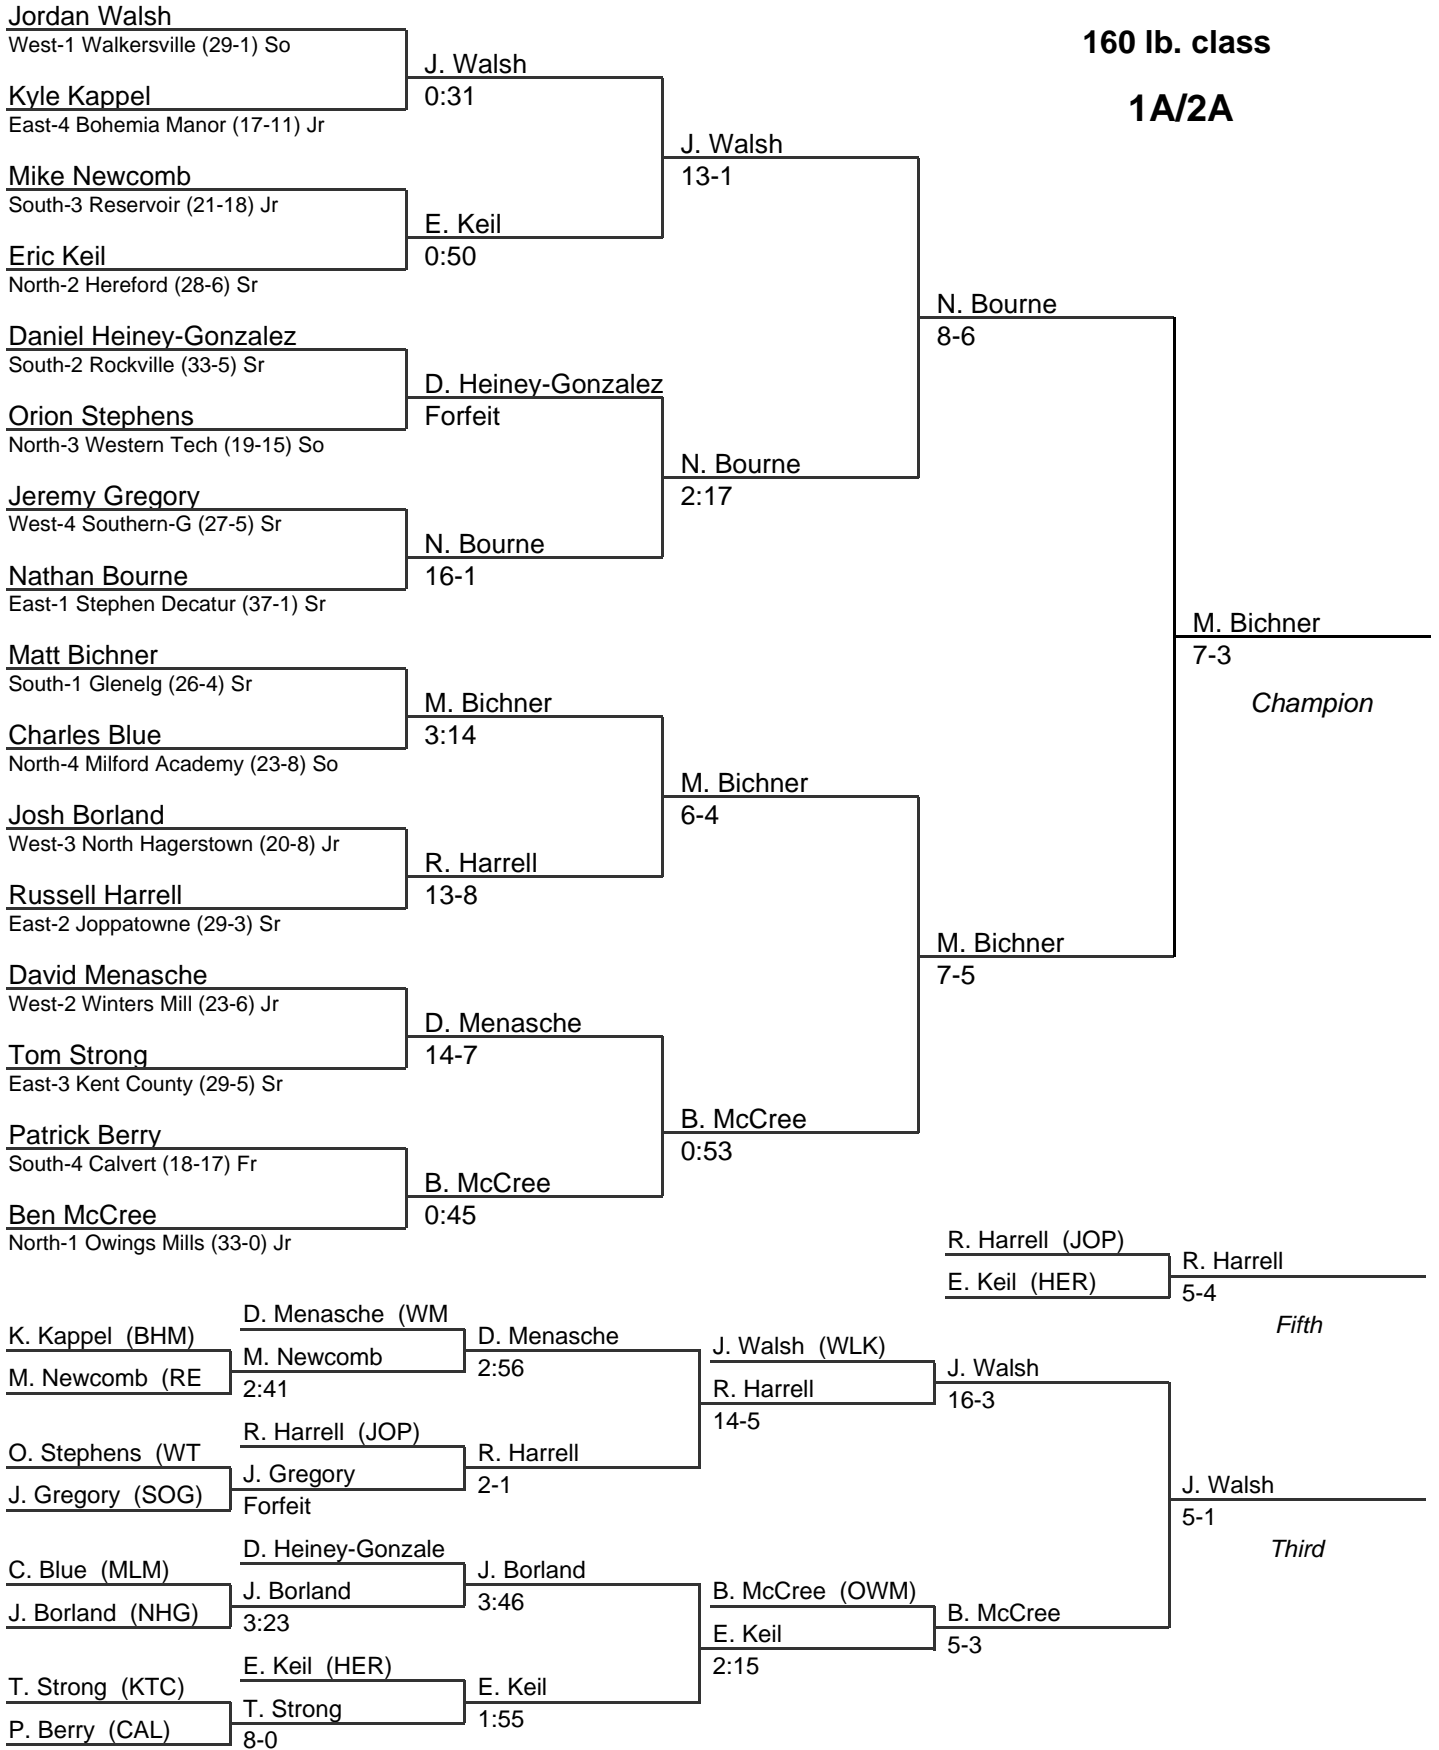 160 lb. class
1A/2A
Jordan Walsh
West-1 Walkersville (29-1) So
Kyle Kappel
East-4 Bohemia Manor (17-11) Jr
Mike Newcomb
South-3 Reservoir (21-18) Jr
Eric Keil
North-2 Hereford (28-6) Sr
Daniel Heiney-Gonzalez
South-2 Rockville (33-5) Sr
Orion Stephens
North-3 Western Tech (19-15) So
Jeremy Gregory
West-4 Southern-G (27-5) Sr
Nathan Bourne
East-1 Stephen Decatur (37-1) Sr
Matt Bichner
South-1 Glenelg (26-4) Sr
Charles Blue
North-4 Milford Academy (23-8) So
Josh Borland
West-3 North Hagerstown (20-8) Jr
Russell Harrell
East-2 Joppatowne (29-3) Sr
David Menasche
West-2 Winters Mill (23-6) Jr
Tom Strong
East-3 Kent County (29-5) Sr
Patrick Berry
South-4 Calvert (18-17) Fr
Ben McCree
North-1 Owings Mills (33-0) Jr
J. Walsh
0:31
E. Keil
0:50
D. Heiney-Gonzalez
Forfeit
N. Bourne
16-1
M. Bichner
3:14
R. Harrell
13-8
D. Menasche
14-7
B. McCree
0:45
J. Walsh
13-1
N. Bourne
2:17
M. Bichner
6-4
B. McCree
0:53
N. Bourne
8-6
M. Bichner
7-5
M. Bichner
7-3
Champion
R. Harrell (JOP)
E. Keil (HER)
R. Harrell
5-4
Fifth
K. Kappel (BHM)
M. Newcomb (RE
O. Stephens (WT
J. Gregory (SOG)
C. Blue (MLM)
J. Borland (NHG)
T. Strong (KTC)
P. Berry (CAL)
D. Menasche (WM
M. Newcomb
2:41
R. Harrell (JOP)
J. Gregory
Forfeit
D. Heiney-Gonzale
J. Borland
3:23
E. Keil (HER)
T. Strong
8-0
D. Menasche
2:56
R. Harrell
2-1
J. Borland
3:46
E. Keil
1:55
J. Walsh (WLK)
R. Harrell
14-5
B. McCree (OWM)
E. Keil
2:15
J. Walsh
16-3
B. McCree
5-3
J. Walsh
5-1
Third